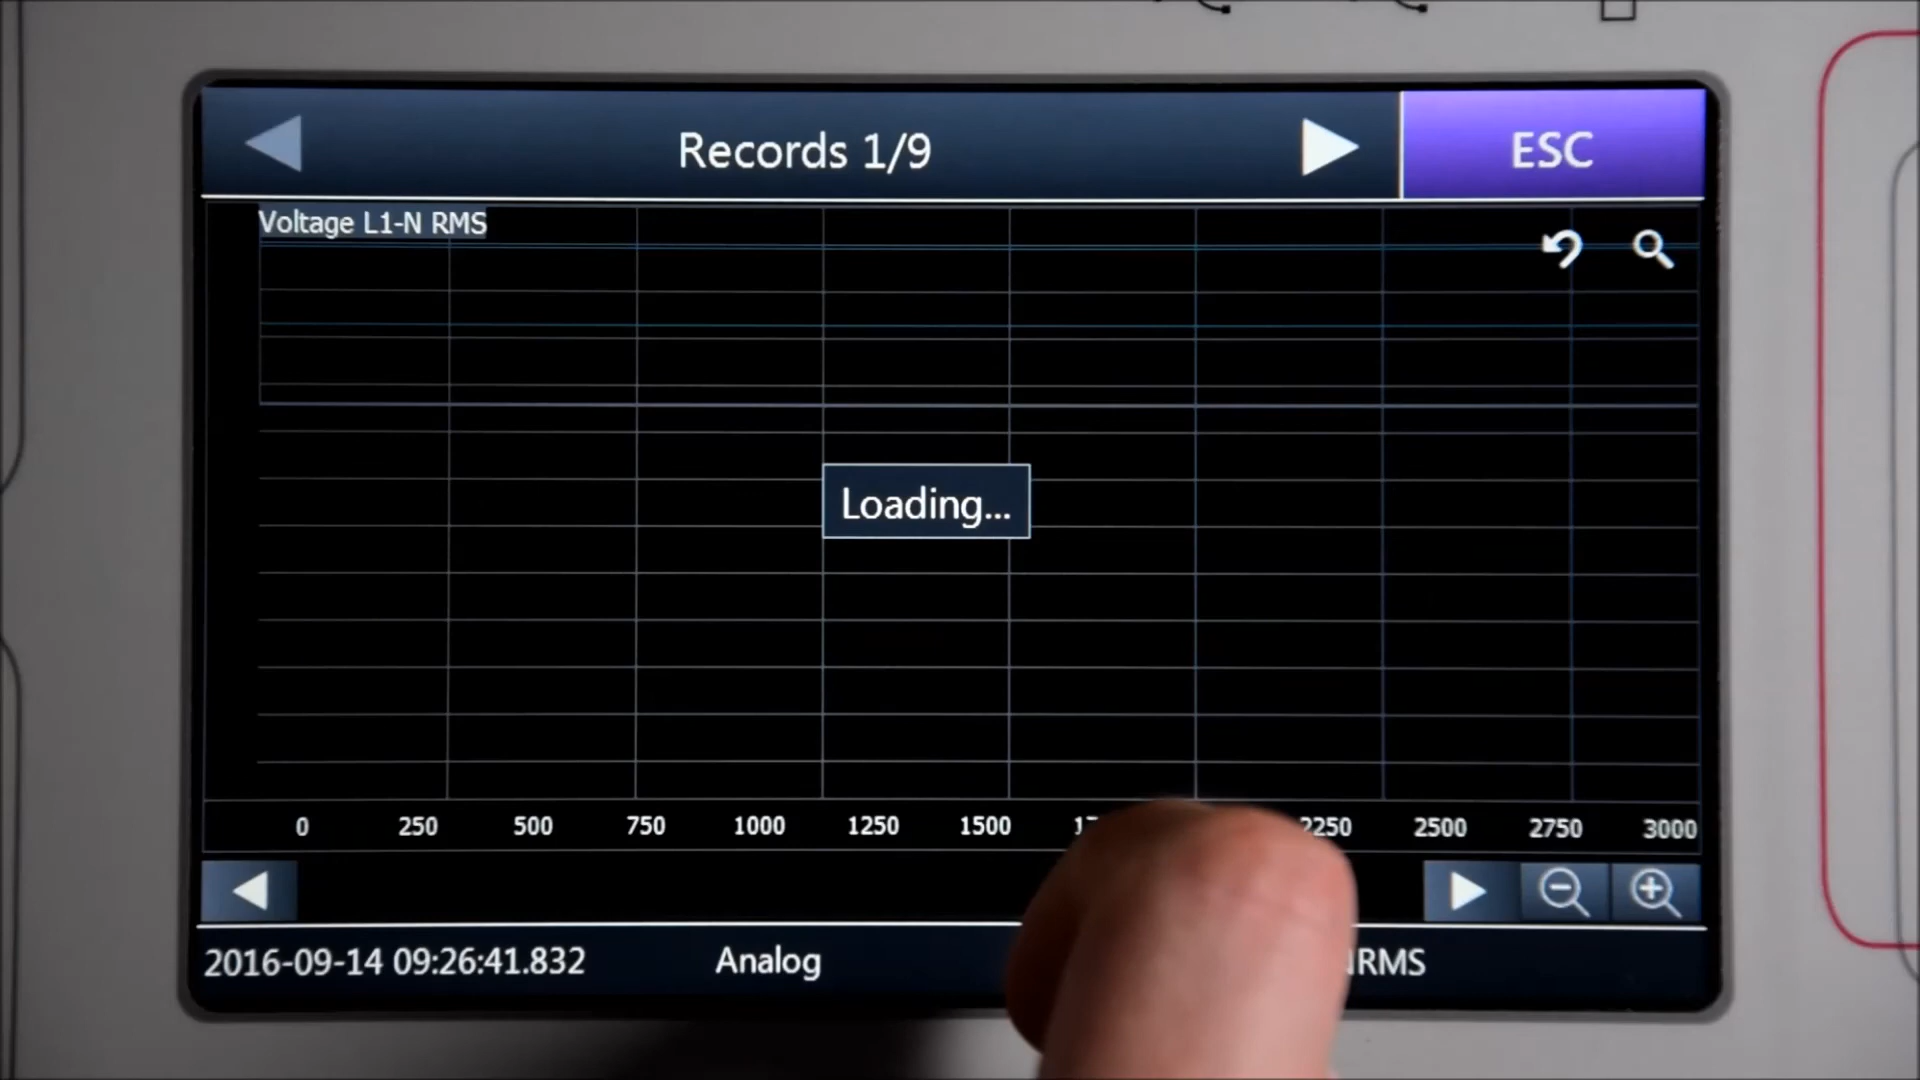 Records 1/9
ESC
Voltage L1-N RMS
Loading...
0 250 500 750 1000 1250 1500 2250 2500 2750 3000
2016-09-14 09:26:41.832 Analog RMS